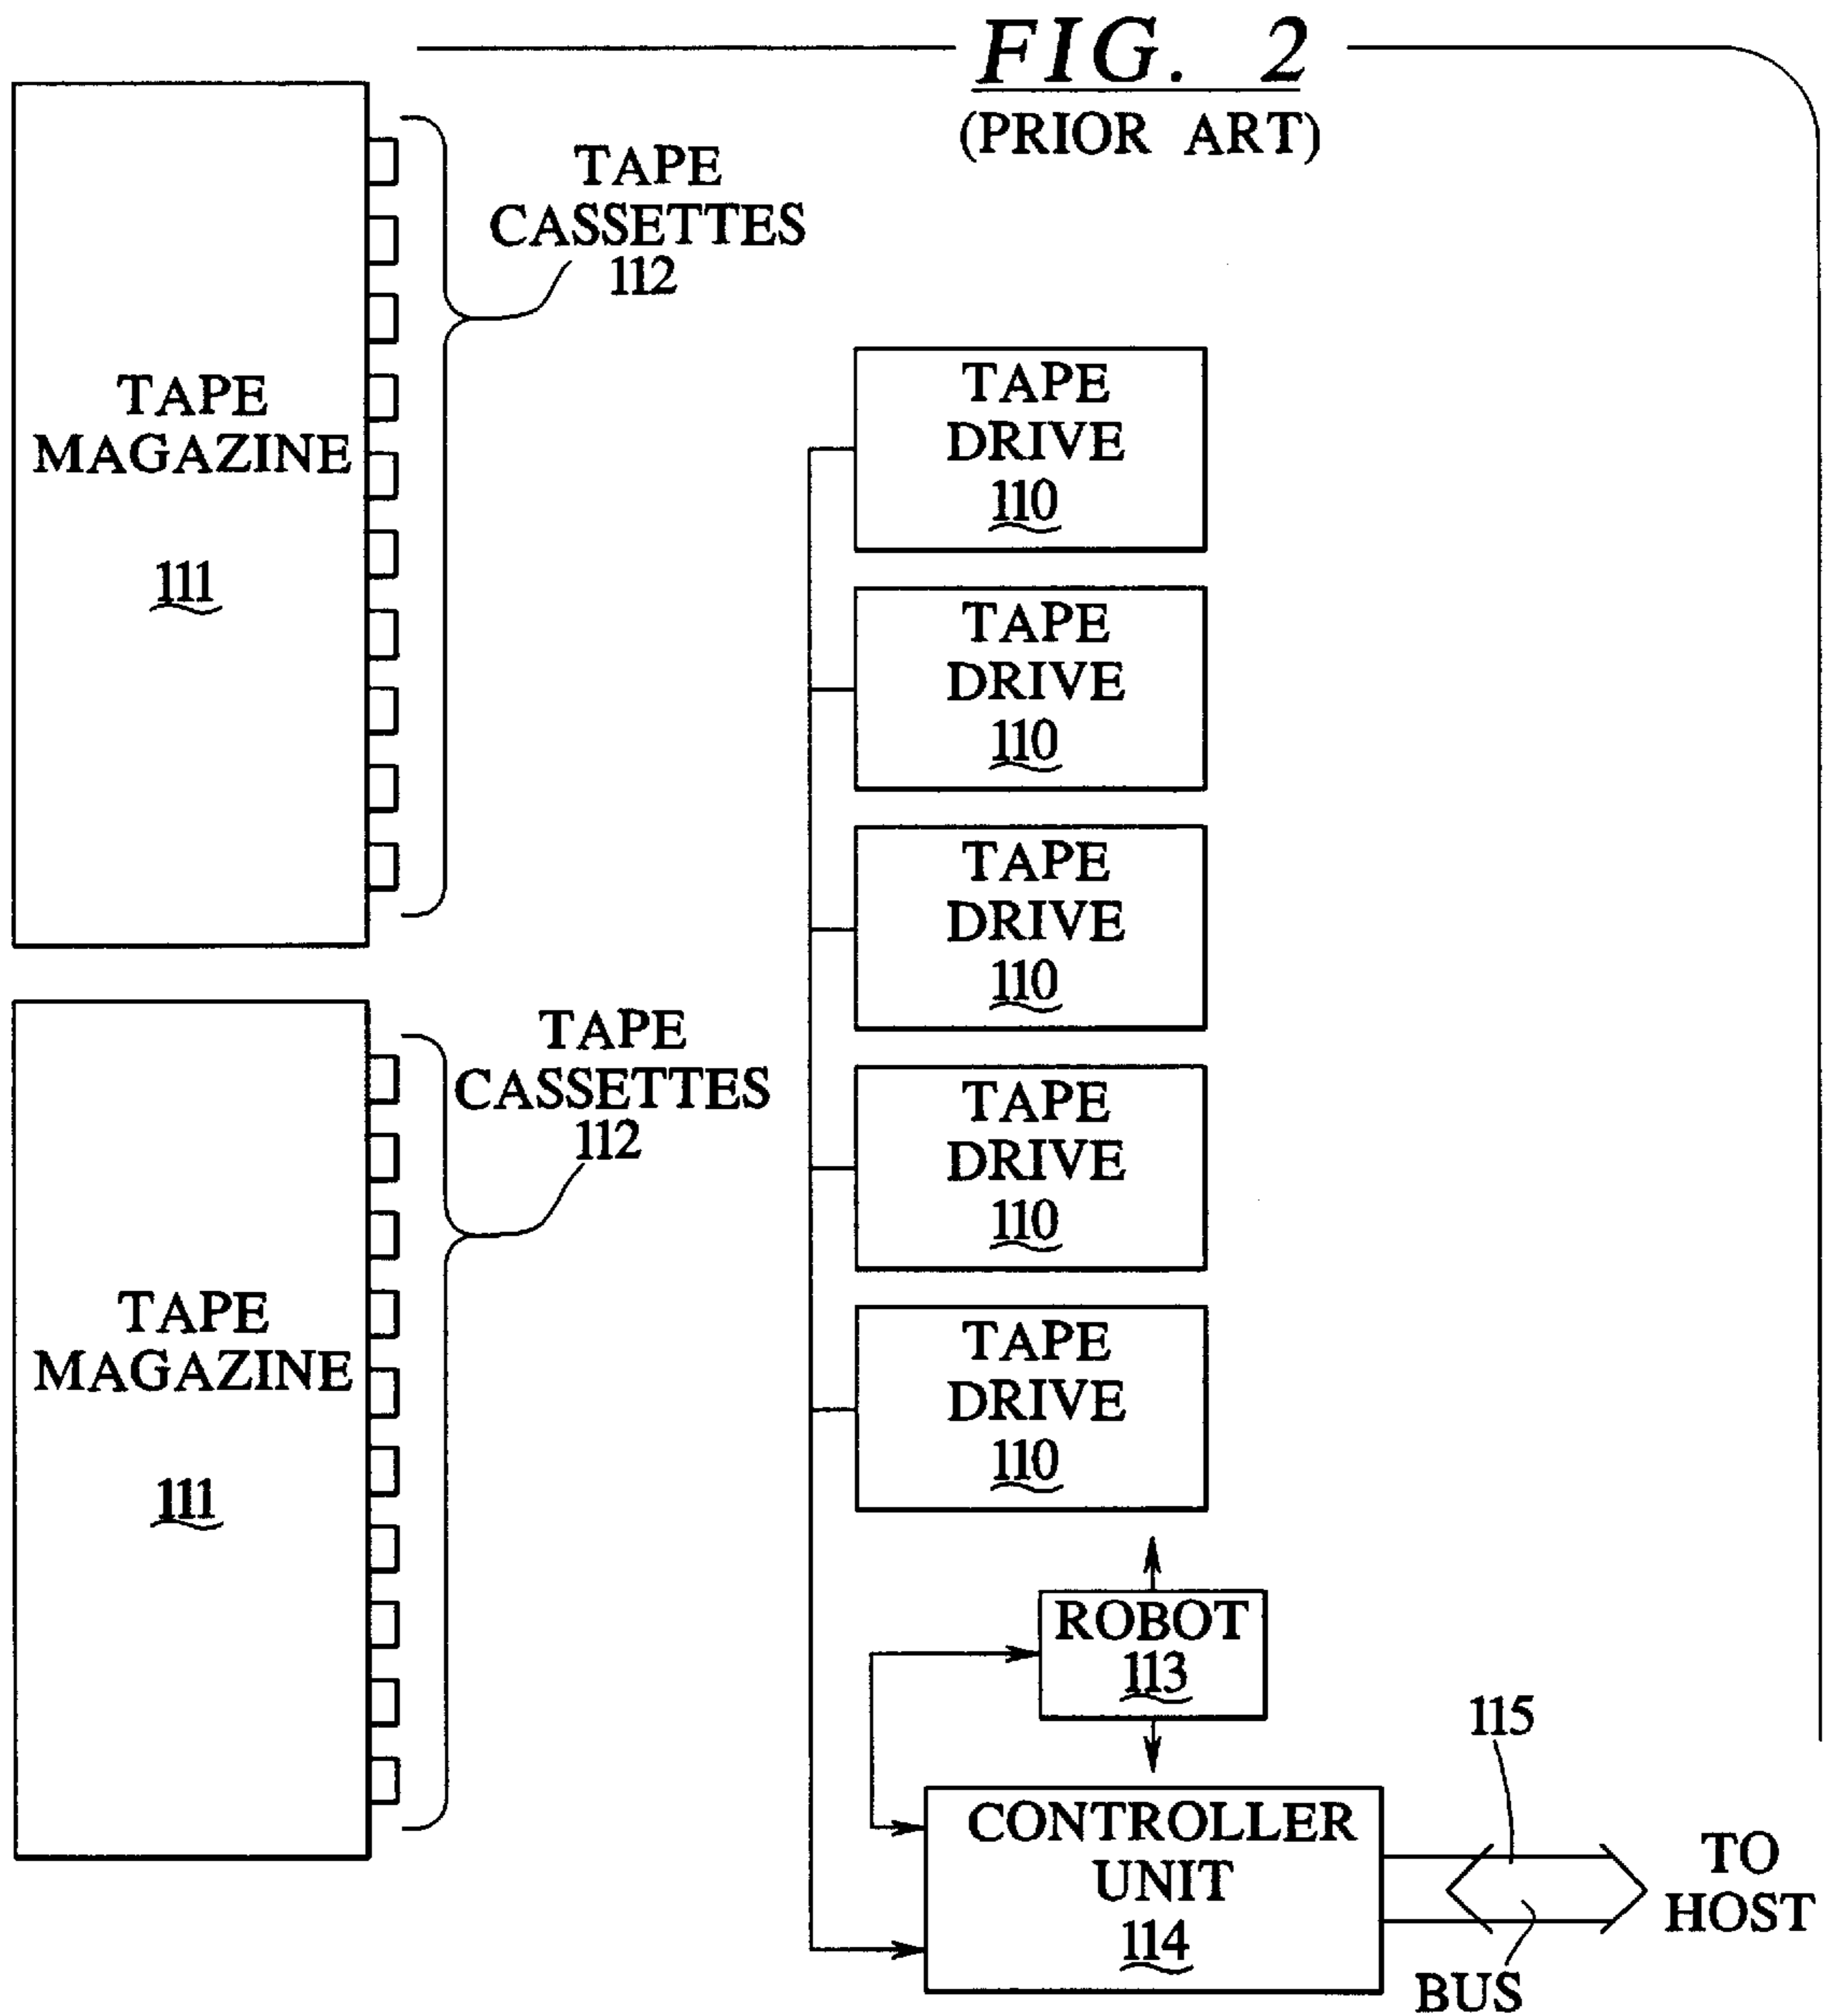 FIG. 2
(PRIOR ART)
TAPE
CASSETTES
112
TAPE
MAGAZINE
111
TAPE
DRIVE
110
TAPE
DRIVE
110
TAPE
DRIVE
110
TAPE
CASSETTES
112
TAPE
MAGAZINE
111
TAPE
DRIVE
110
TAPE
DRIVE
110
ROBOT
113
CONTROLLER
UNIT
114
115
BUS
TO
HOST